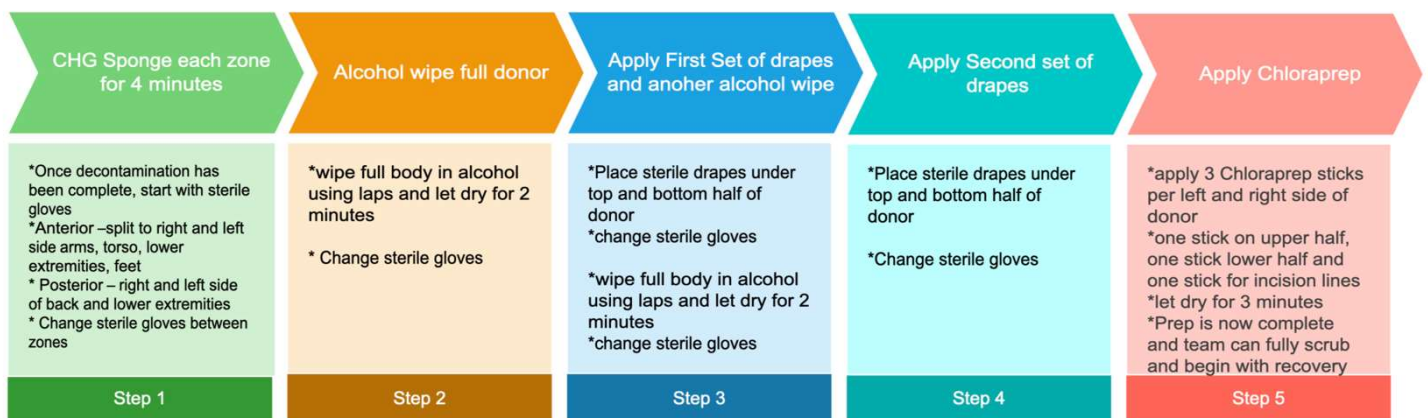 CHG Sponge each zone
for 4 minutes
*Once decontamination has
been complete, start with sterile
gloves
*Anterior –split to right and left
side arms, torso, lower
extremities, feet
* Posterior – right and left side
of back and lower extremities
* Change sterile gloves between
zones
Step 1
Alcohol wipe full donor
*wipe full body in alcohol
using laps and let dry for 2
minutes
* Change sterile gloves
Step 2
Apply First Set of drapes
and anoher alcohol wipe
*Place sterile drapes under
top and bottom half of
donor
*change sterile gloves
*wipe full body in alcohol
using laps and let dry for 2
minutes
*change sterile gloves
Step 3
Apply Second set of
drapes
*Place sterile drapes under
top and bottom half of
donor
*Change sterile gloves
Step 4
Apply Chloraprep
*apply 3 Chloraprep sticks
per left and right side of
donor
*one stick on upper half,
one stick lower half and
one stick for incision lines
*let dry for 3 minutes
*Prep is now complete
and team can fully scrub
and begin with recovery
Step 5